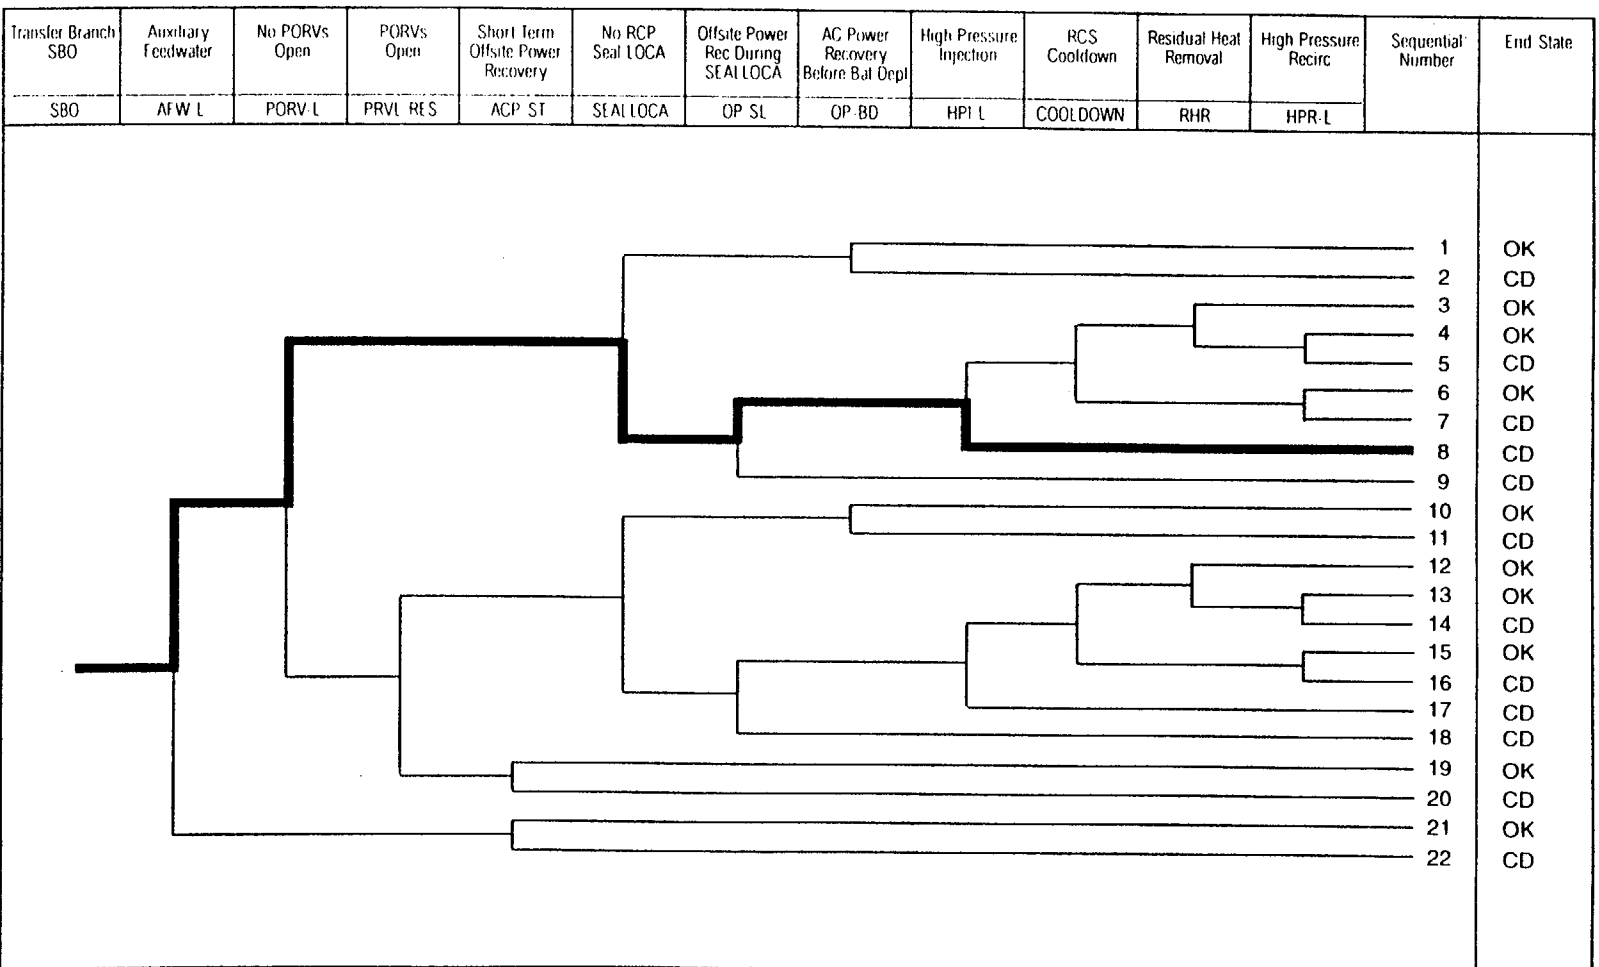 Transfer Branch
SBO
Auxiliary
Feedwater
No PORVs
Open
PORVs
Open
Short Term
Offsite Power
Recovery
No RCP
Seal LOCA
Offsite Power
Rec During
SEAL LOCA
AC Power
Recovery
Before Bat Depl
High Pressure
Injection
RCS
Cooldown
Residual Heat
Removal
High Pressure
Recirc
Sequential
Number
End State
SBO
AFW L
PORV-L
PRVL RES
ACP ST
SEALLOCA
OP SL
OP-BD
HPI L
COOLDOWN
RHR
HPR-L
1 OK
2 CD
3 OK
4 OK
5 CD
6 OK
7 CD
8 CD
9 CD
10 OK
11 CD
12 OK
13 OK
14 CD
15 OK
16 CD
17 CD
18 CD
19 OK
20 CD
21 OK
22 CD